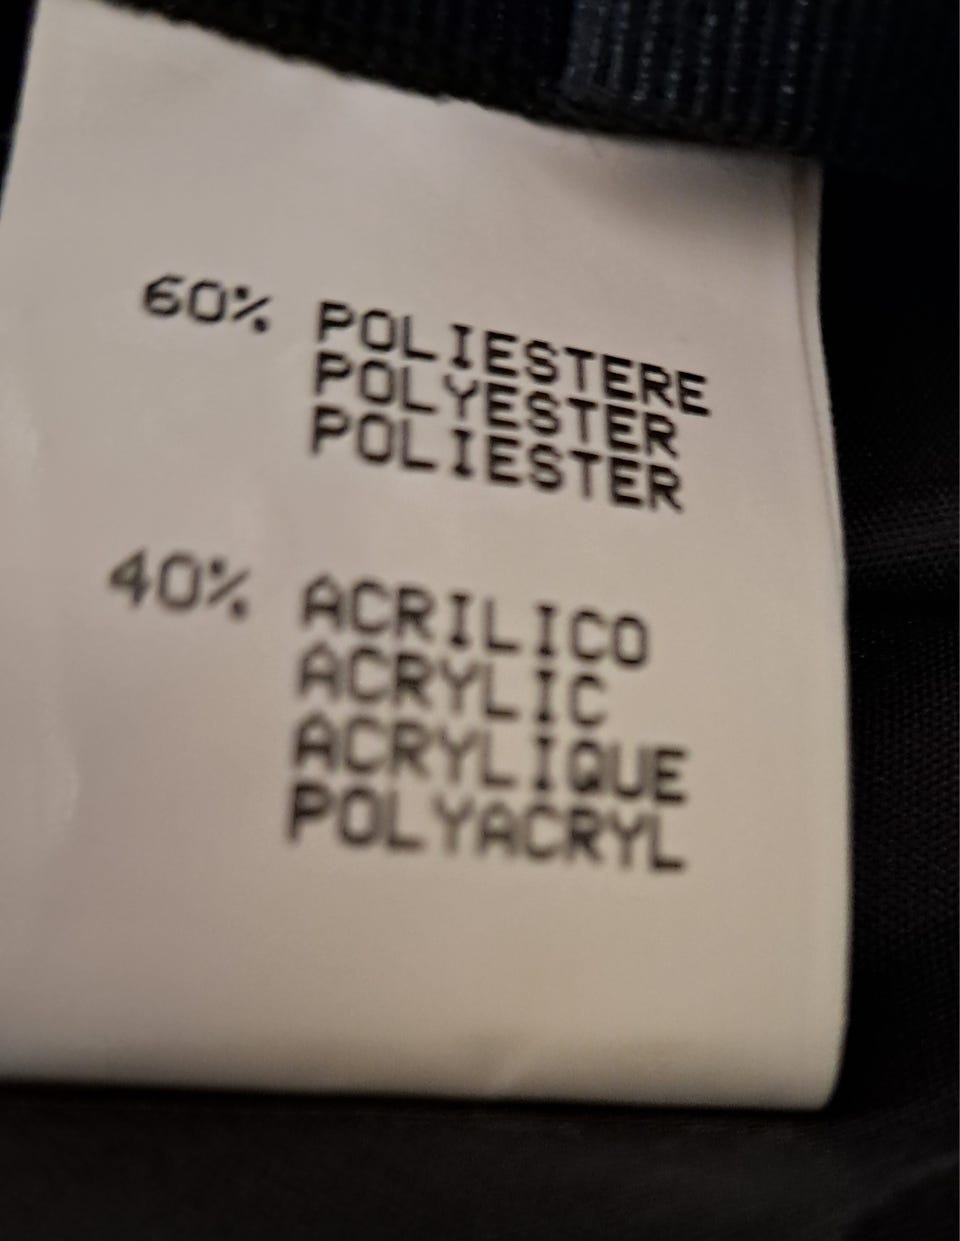 60% POLIESTERE
POLYESTER
POLIESTER
40% ACRILICO
ACRYLIC
ACRYLIQUE
POLYACRYL